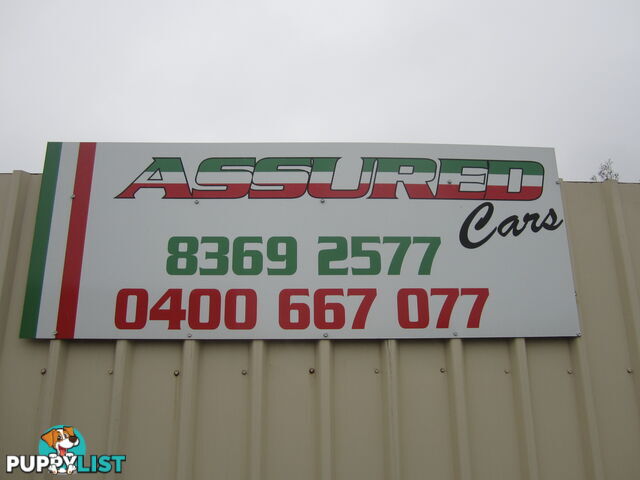 ASSURED
Cars
8369 2577
0400 667 077
PUPPYLIST